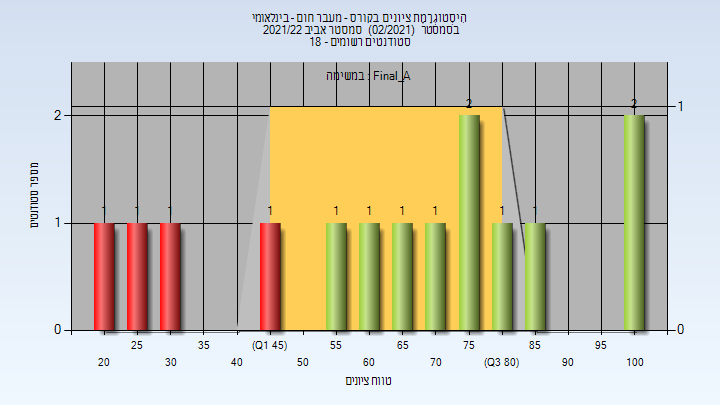 היסטוגרמת ציונים בקורס - מעבר חום - בינלאומי
בסמסטר (02/2021) סמסטר אביב 2021/22
סטודנטים רשומים - 18
במשימה : Final_A
מספר סטודנטים
2
1
0
1
0
1 1 1 1 1 1 1 1 2 1 1 2
25 35 (Q1 45) 55 65 75 85 95
20 30 40 50 60 70 (Q3 80) 90 100
טווח ציונים